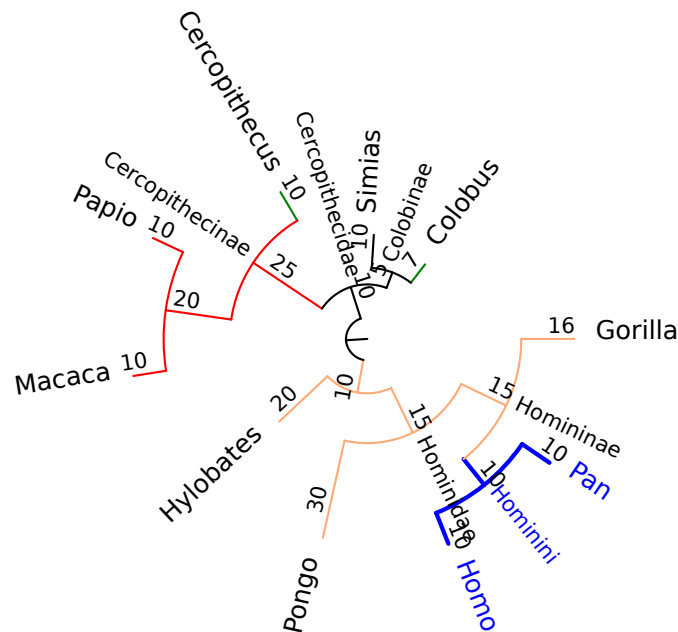 Cercopithecus
10
Cercopithecidae
10
Simias
10
Colobinae
5
Colobus
7
Cercopithecinae
25
Papio
10
20
Macaca
10
Gorilla
16
15
Homininae
10
Pan
10
Hominini
10
Homo
15
Hominidae
10
20
Hylobates
30
Pongo